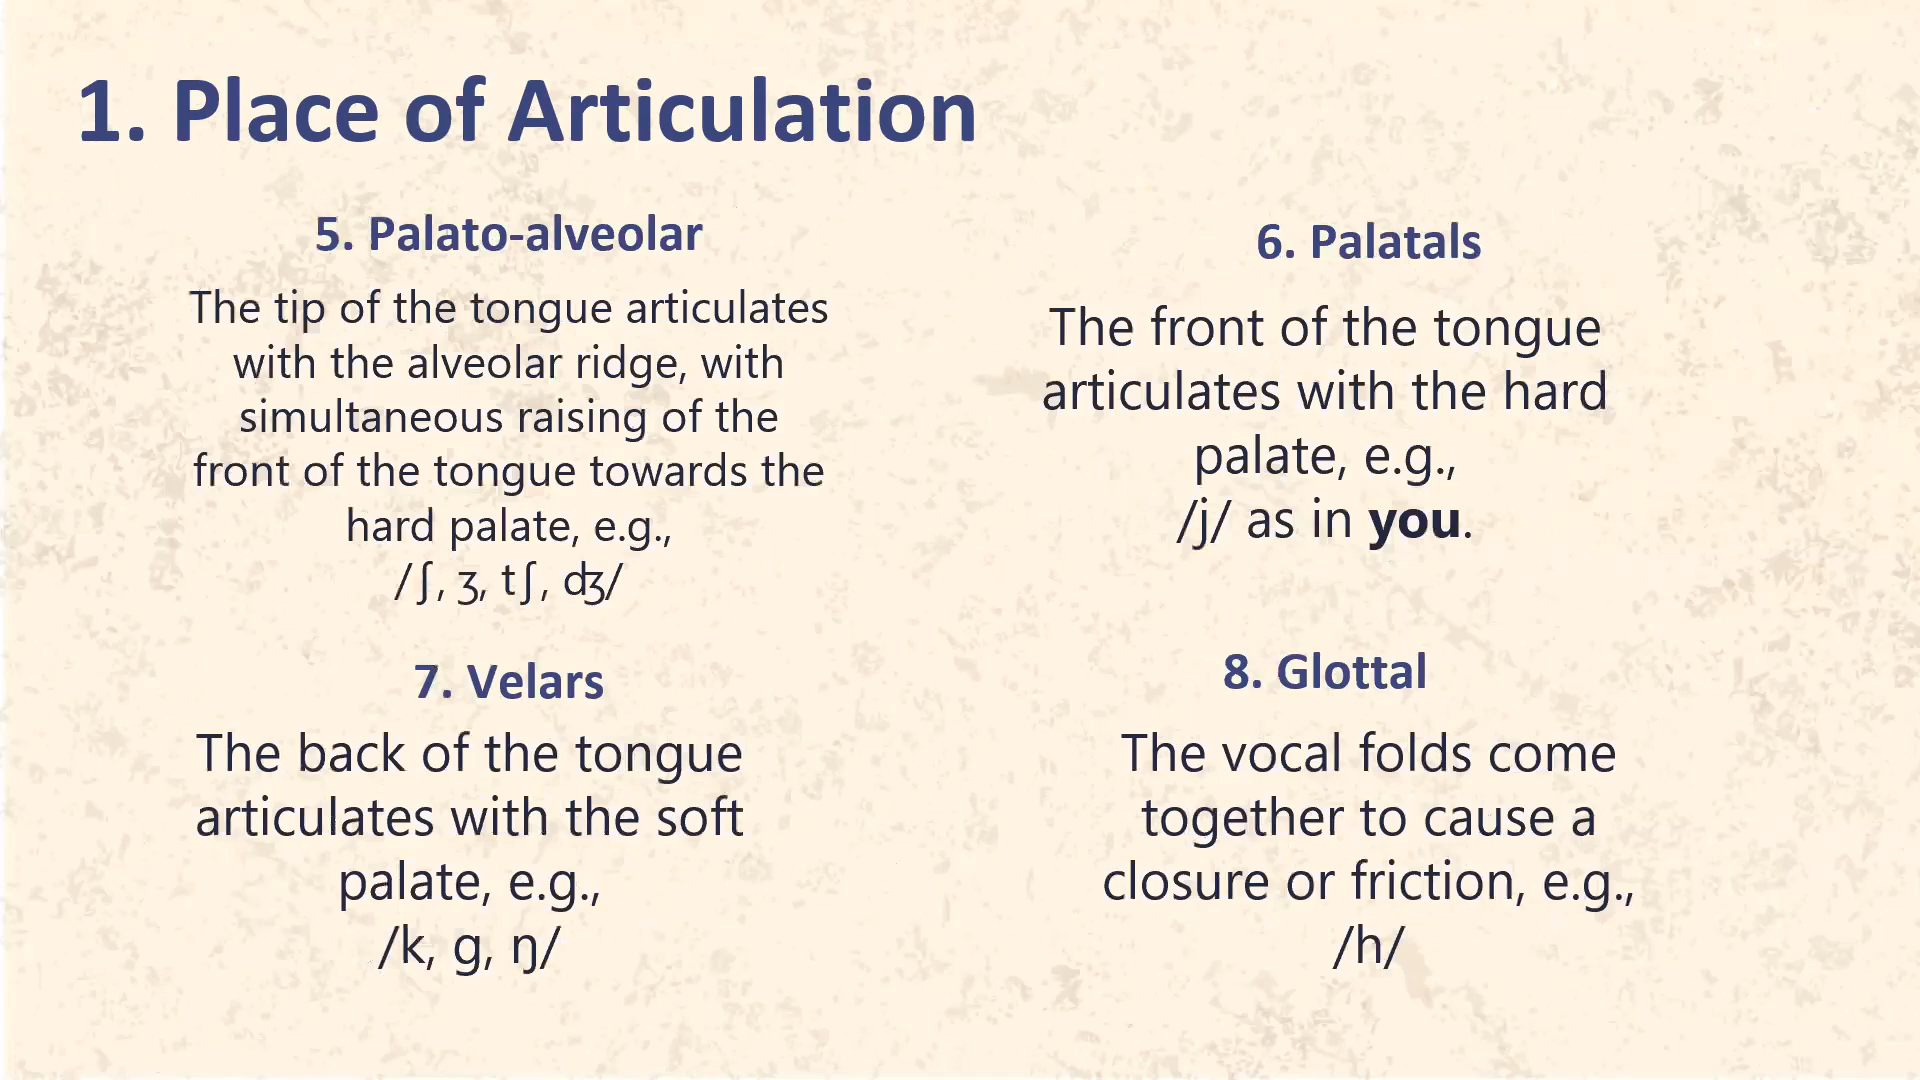 1. Place of Articulation
5. Palato-alveolar
The tip of the tongue articulates
with the alveolar ridge, with
simultaneous raising of the
front of the tongue towards the
hard palate, e.g.,
/ʃ, ʒ, tʃ, ʤ/
6. Palatals
The front of the tongue
articulates with the hard
palate, e.g.,
/j/ as in you.
7. Velars
The back of the tongue
articulates with the soft
palate, e.g.,
/k, g, ŋ/
8. Glottal
The vocal folds come
together to cause a
closure or friction, e.g.,
/h/